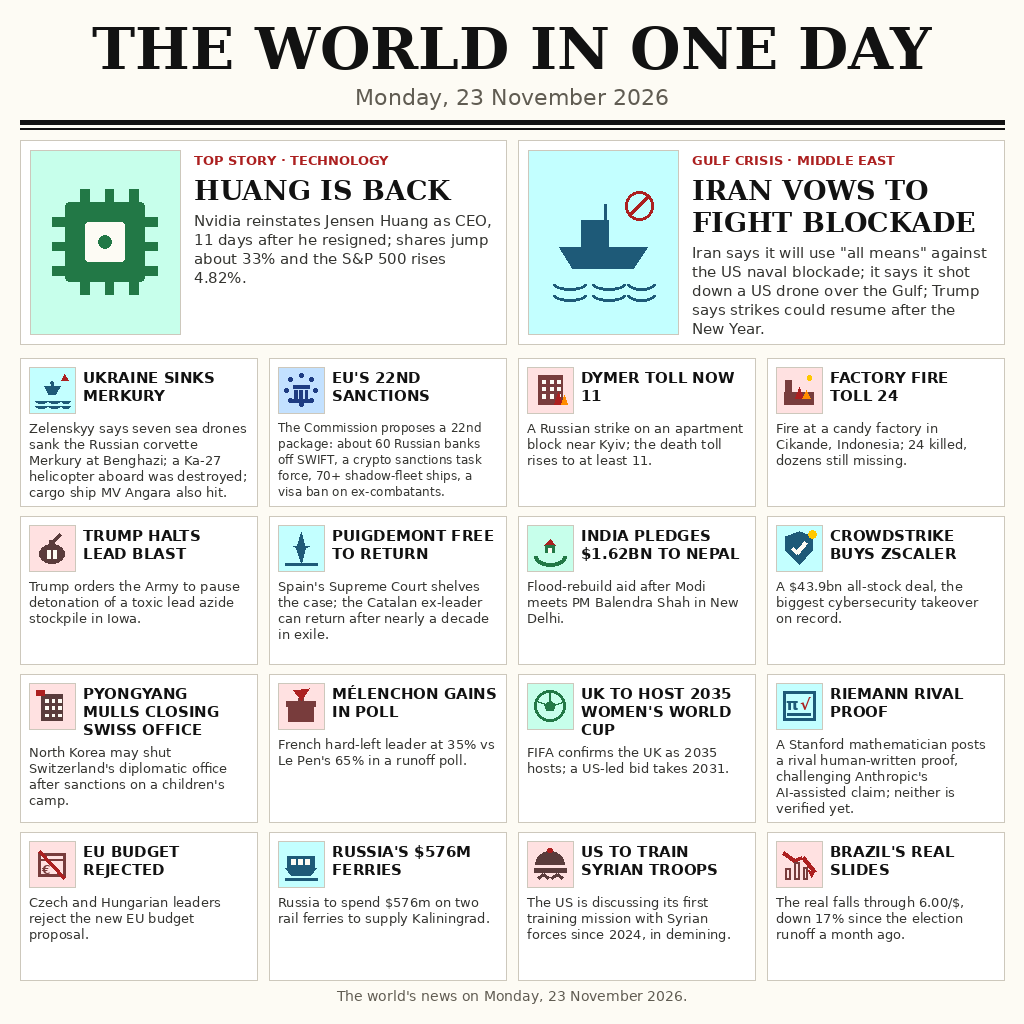 THE WORLD IN ONE DAY
Monday, 23 November 2026
TOP STORY · TECHNOLOGY
HUANG IS BACK
Nvidia reinstates Jensen Huang as CEO,
11 days after he resigned; shares jump
about 33% and the S&P 500 rises
4.82%.
GULF CRISIS · MIDDLE EAST
IRAN VOWS TO
FIGHT BLOCKADE
Iran says it will use "all means" against
the US naval blockade; it says it shot
down a US drone over the Gulf; Trump
says strikes could resume after the
New Year.
UKRAINE SINKS
MERKURY
Zelenskyy says seven sea drones
sank the Russian corvette
Merkury at Benghazi; a Ka-27
helicopter aboard was destroyed;
cargo ship MV Angara also hit.
EU'S 22ND
SANCTIONS
The Commission proposes a 22nd
package: about 60 Russian banks
off SWIFT, a crypto sanctions task
force, 70+ shadow-fleet ships, a
visa ban on ex-combatants.
DYMER TOLL NOW
11
A Russian strike on an apartment
block near Kyiv; the death toll
rises to at least 11.
FACTORY FIRE
TOLL 24
Fire at a candy factory in
Cikande, Indonesia; 24 killed,
dozens still missing.
TRUMP HALTS
LEAD BLAST
Trump orders the Army to pause
detonation of a toxic lead azide
stockpile in Iowa.
PUIGDEMONT FREE
TO RETURN
Spain's Supreme Court shelves
the case; the Catalan ex-leader
can return after nearly a decade
in exile.
INDIA PLEDGES
$1.62BN TO NEPAL
Flood-rebuild aid after Modi
meets PM Balendra Shah in New
Delhi.
CROWDSTRIKE
BUYS ZSCALER
A $43.9bn all-stock deal, the
biggest cybersecurity takeover
on record.
PYONGYANG
MULLS CLOSING
SWISS OFFICE
North Korea may shut
Switzerland's diplomatic office
after sanctions on a children's
camp.
MÉLENCHON GAINS
IN POLL
French hard-left leader at 35% vs
Le Pen's 65% in a runoff poll.
UK TO HOST 2035
WOMEN'S WORLD
CUP
FIFA confirms the UK as 2035
hosts; a US-led bid takes 2031.
π√
RIEMANN RIVAL
PROOF
A Stanford mathematician posts
a rival human-written proof,
challenging Anthropic's
AI-assisted claim; neither is
verified yet.
€
EU BUDGET
REJECTED
Czech and Hungarian leaders
reject the new EU budget
proposal.
RUSSIA'S $576M
FERRIES
Russia to spend $576m on two
rail ferries to supply Kaliningrad.
US TO TRAIN
SYRIAN TROOPS
The US is discussing its first
training mission with Syrian
forces since 2024, in demining.
BRAZIL'S REAL
SLIDES
The real falls through 6.00/$,
down 17% since the election
runoff a month ago.
The world's news on Monday, 23 November 2026.